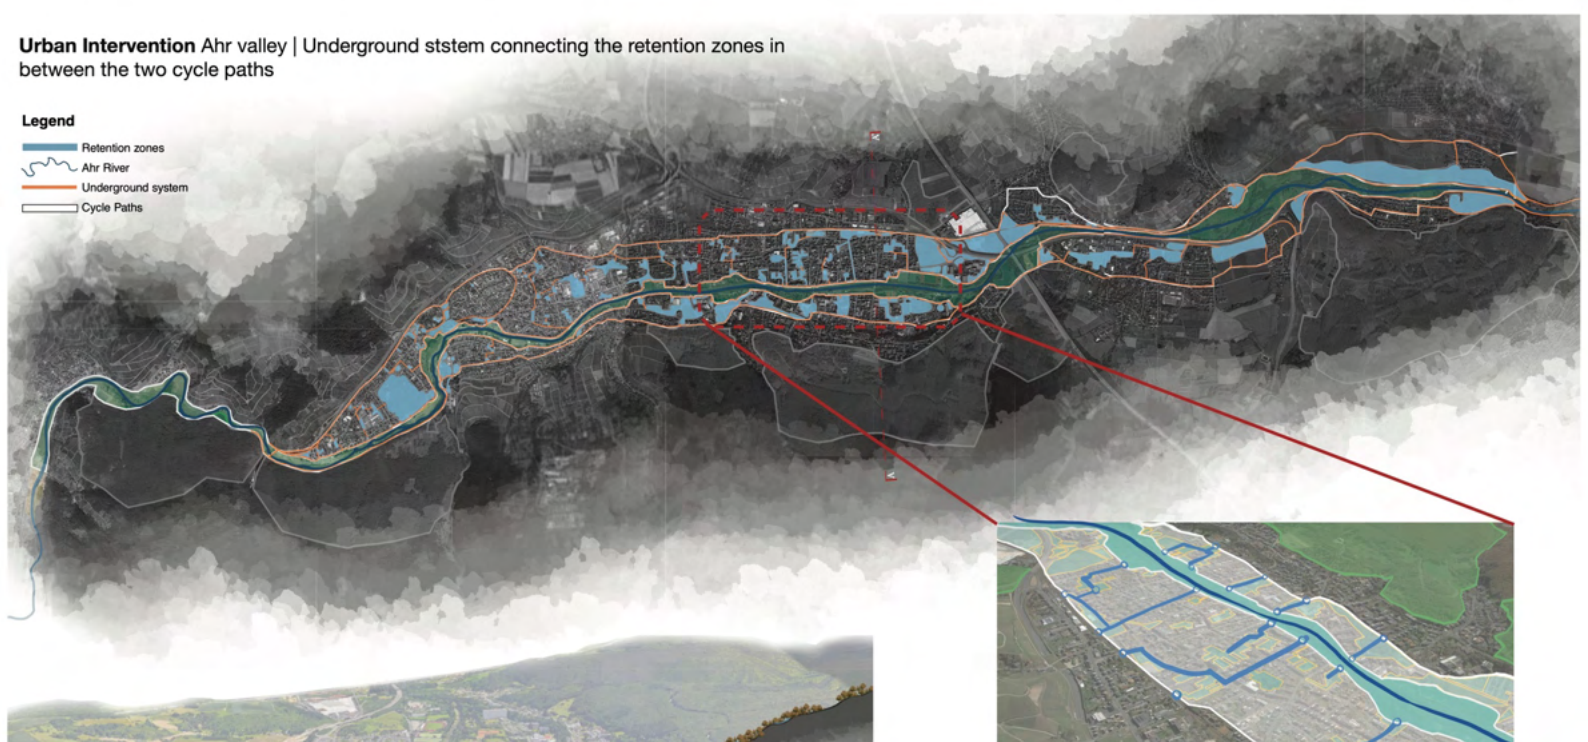 Urban Intervention Ahr valley | Underground ststem connecting the retention zones in
between the two cycle paths
Legend
Retention zones
Ahr River
Underground system
Cycle Paths